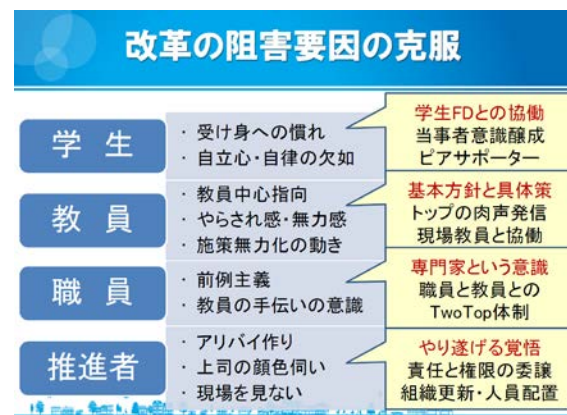 改革の阻害要因の克服
学 生
・ 受け身への慣れ
・ 自立心・自律の欠如
学生FDとの協働
当事者意識醸成
ピアサポーター
教 員
・ 教員中心指向
・ やらされ感・無力感
・ 施策無力化の動き
基本方針と具体策
トップの肉声発信
現場教員と協働
職 員
・ 前例主義
・ 教員の手伝いの意識
専門家という意識
職員と教員との
TwoTop体制
推進者
・ アリバイ作り
・ 上司の顔色伺い
・ 現場を見ない
やり遂げる覚悟
責任と権限の委譲
組織更新・人員配置